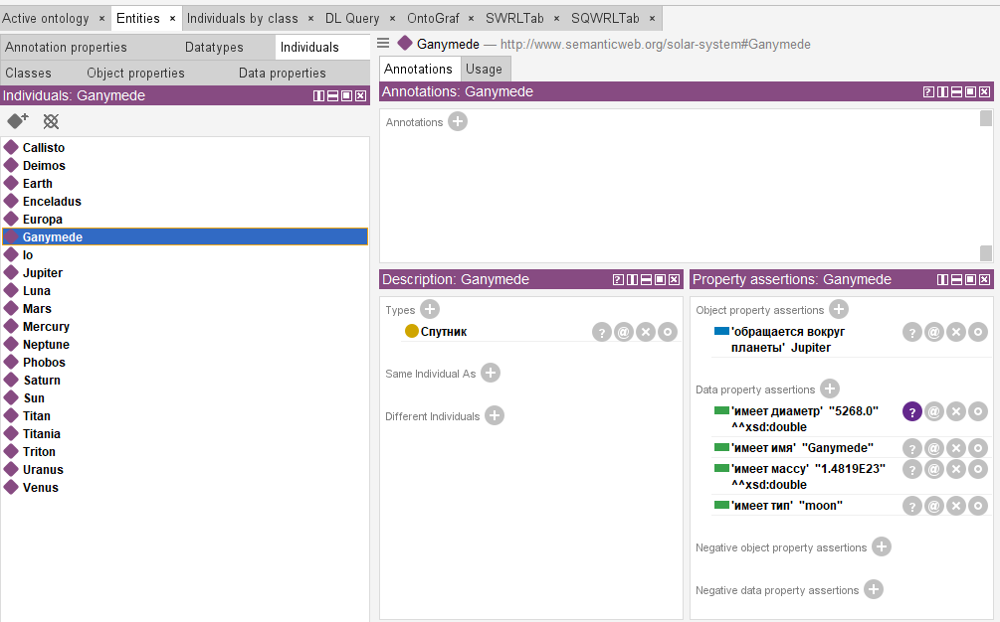 Active ontology × Entities × Individuals by class × DL Query × OntoGraf × SWRLTab × SQWRLTab ×
Annotation properties Datatypes Individuals
Classes Object properties Data properties
Individuals: Ganymede
Callisto
Deimos
Earth
Enceladus
Europa
Ganymede
Io
Jupiter
Luna
Mars
Mercury
Neptune
Phobos
Saturn
Sun
Titan
Titania
Triton
Uranus
Venus
Ganymede — http://www.semanticweb.org/solar-system#Ganymede
Annotations Usage
Annotations: Ganymede
Annotations
Description: Ganymede
Types
Спутник
Same Individual As
Different Individuals
Property assertions: Ganymede
Object property assertions
'обращается вокруг
планеты' Jupiter
Data property assertions
'имеет диаметр' "5268.0"
^^xsd:double
'имеет имя' "Ganymede"
'имеет массу' "1.4819E23"
^^xsd:double
'имеет тип' "moon"
Negative object property assertions
Negative data property assertions